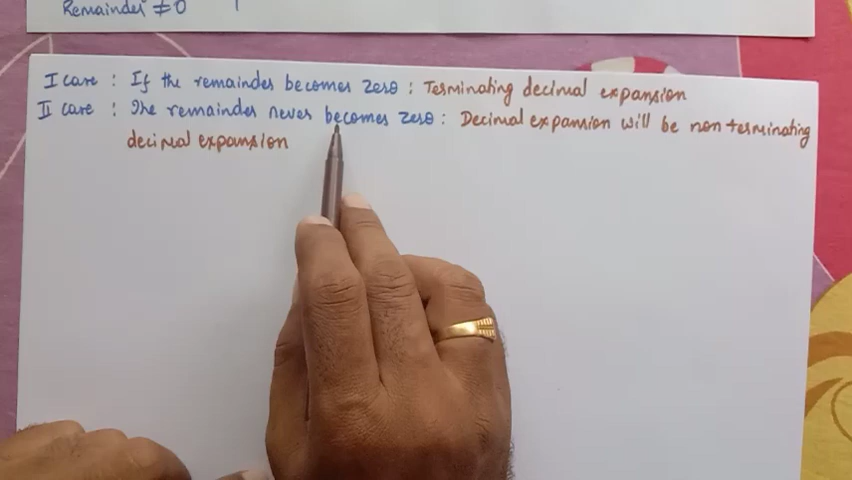 Remainder ≠0
I case : If the remainder becomes zero : Terminating decimal expansion
II case : The remainder never becomes zero : Decimal expansion will be non terminating
decimal expansion